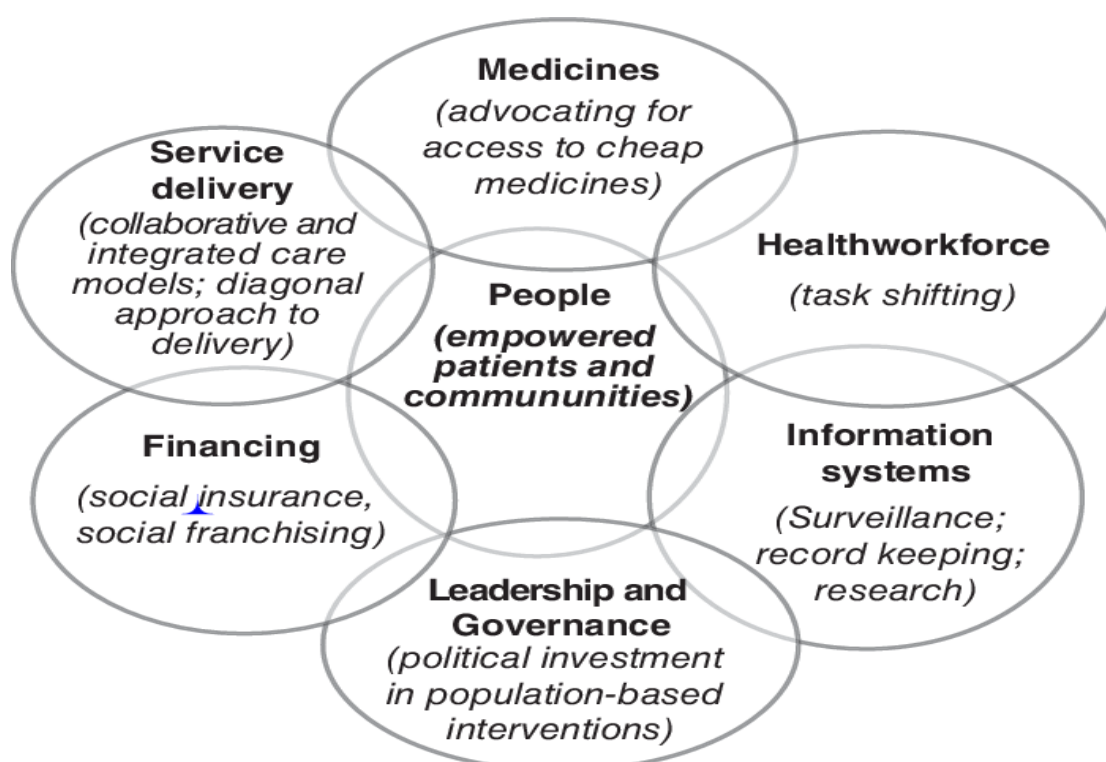 Medicines
(advocating for
access to cheap
medicines)
Service
delivery
(collaborative and
integrated care
models; diagonal
approach to
delivery)
Healthworkforce
(task shifting)
People
(empowered
patients and
commununities)
Financing
(social insurance,
social franchising)
Information
systems
(Surveillance;
record keeping;
research)
Leadership and
Governance
(political investment
in population-based
interventions)